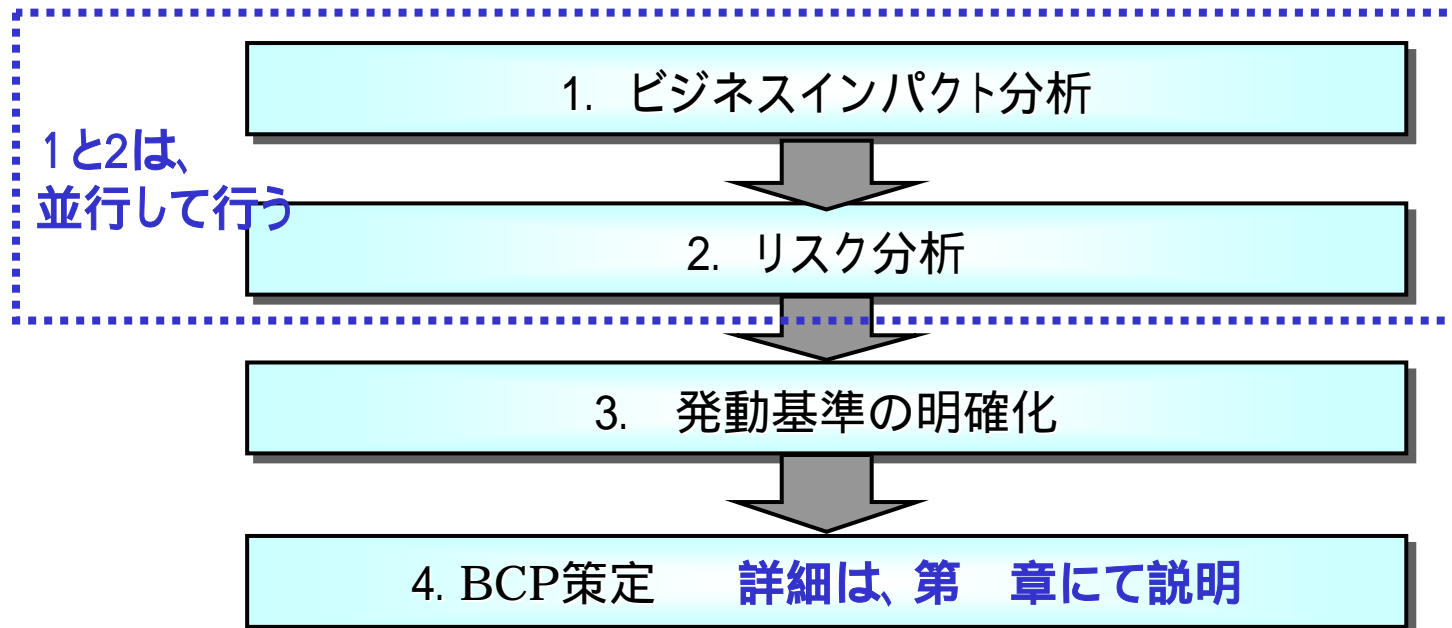 1. ビジネスインパクト分析
1と2は、
並行して行う
2. リスク分析
3. 発動基準の明確化
4. BCP策定 詳細は、第 章にて説明